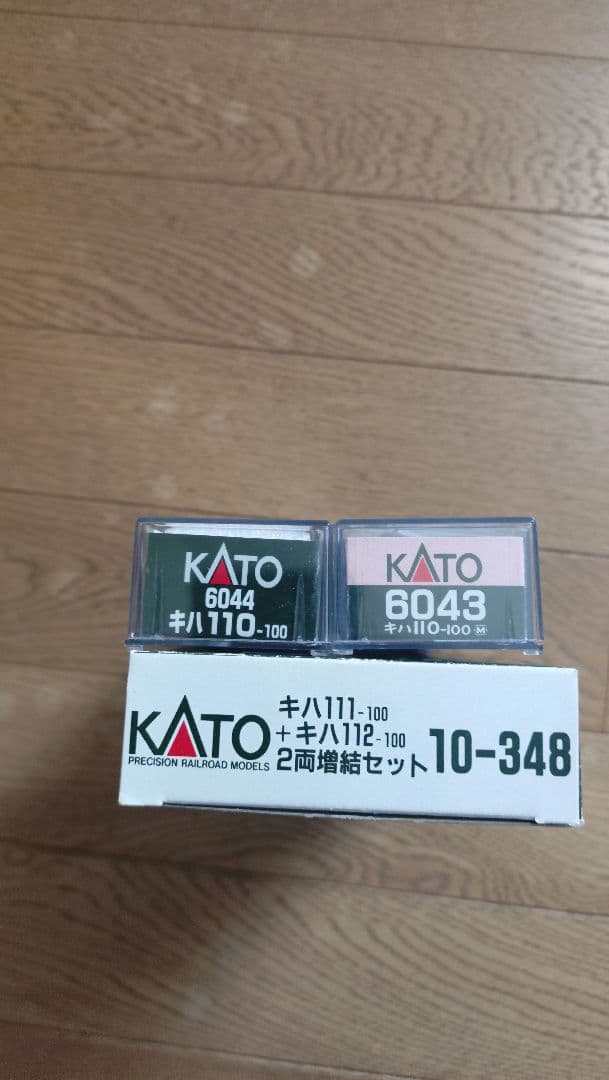 KATO
6044
キハ110-100
KATO
6043
キハ110-100 Ⓜ
KATO
PRECISION RAILROAD MODELS
キハ111-100
+キハ112-100
2両増結セット
10-348